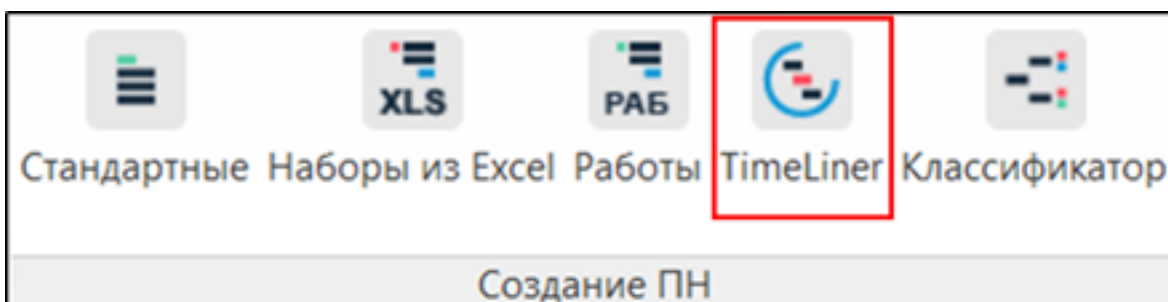 XLS РАБ
Стандартные Наборы из Excel Работы TimeLiner Классификатор
Создание ПН